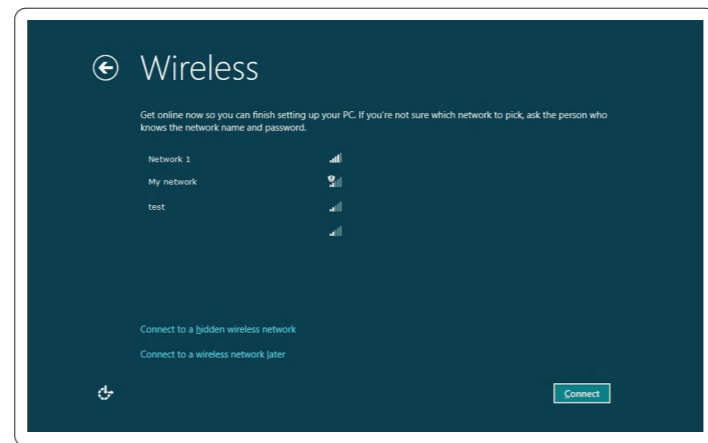 Wireless
Get online now so you can finish setting up your PC. If you're not sure which network to pick, ask the person who
knows the network name and password.
Network 1
My network
test
Connect to a hidden wireless network
Connect to a wireless network later
Connect